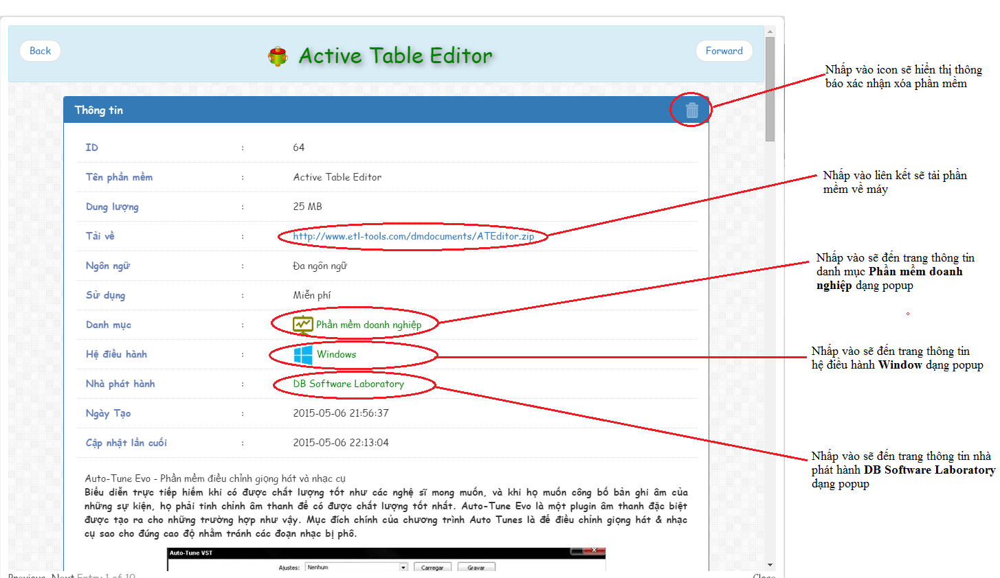 Back
Active Table Editor
Forward
Thông tin
ID : 64
Tên phần mềm : Active Table Editor
Dung lượng : 25 MB
Tải về : http://www.etl-tools.com/dmdocuments/ATEditor.zip
Ngôn ngữ : Đa ngôn ngữ
Sử dụng : Miễn phí
Danh mục : Phần mềm doanh nghiệp
Hệ điều hành : Windows
Nhà phát hành : DB Software Laboratory
Ngày Tạo : 2015-05-06 21:56:37
Cập nhật lần cuối : 2015-05-06 22:13:04
Auto-Tune Evo - Phần mềm điều chỉnh giọng hát và nhạc cụ
Biểu diễn trực tiếp hiếm khi có được chất lượng tốt như các nghệ sĩ mong muốn, và khi họ muốn công bố bản ghi âm của
những sự kiện, họ phải tinh chỉnh âm thanh để có được chất lượng tốt nhất. Auto-Tune Evo là một plugin âm thanh đặc biệt
được tạo ra cho những trường hợp như vậy. Mục đích chính của chương trình Auto Tunes là để điều chỉnh giọng hát & nhạc
cụ sao cho đúng cao độ nhằm tránh các đoạn nhạc bị phô.
Auto-Tune VST
Ajustes: Nenhum Carregar Gravar
Previous Next Entry 1 of 10
Close
Nhấp vào icon sẽ hiển thị thông
báo xác nhận xóa phần mềm
Nhấp vào liên kết sẽ tải phần
mềm về máy
Nhấp vào sẽ đến trang thông tin
danh mục Phần mềm doanh
nghiệp dạng popup
Nhấp vào sẽ đến trang thông tin
hệ điều hành Window dạng popup
Nhấp vào sẽ đến trang thông tin nhà
phát hành DB Software Laboratory
dạng popup